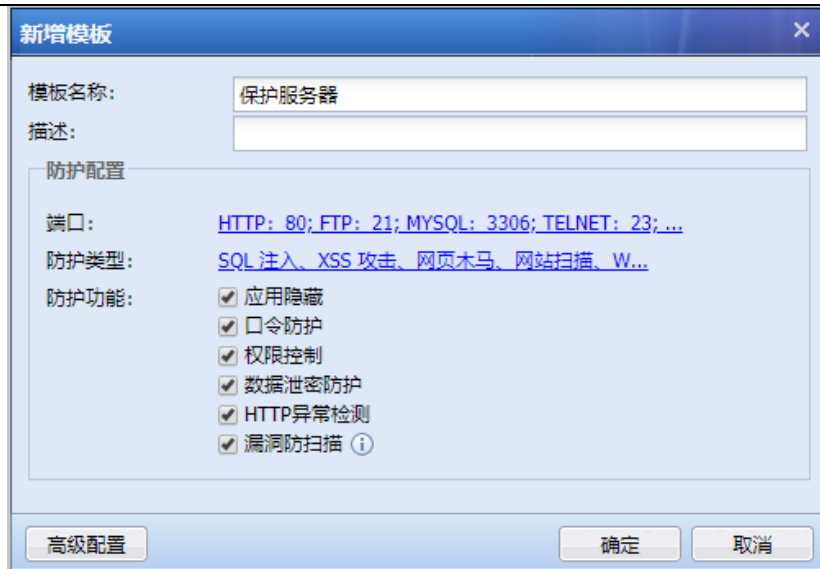 新增模板
模板名称: 保护服务器
描述:
防护配置
端口: HTTP: 80; FTP: 21; MYSQL: 3306; TELNET: 23; ...
防护类型: SQL 注入、XSS 攻击、网页木马、网站扫描、W...
防护功能: 应用隐藏
口令防护
权限控制
数据泄密防护
HTTP异常检测
漏洞防扫描
高级配置 确定 取消